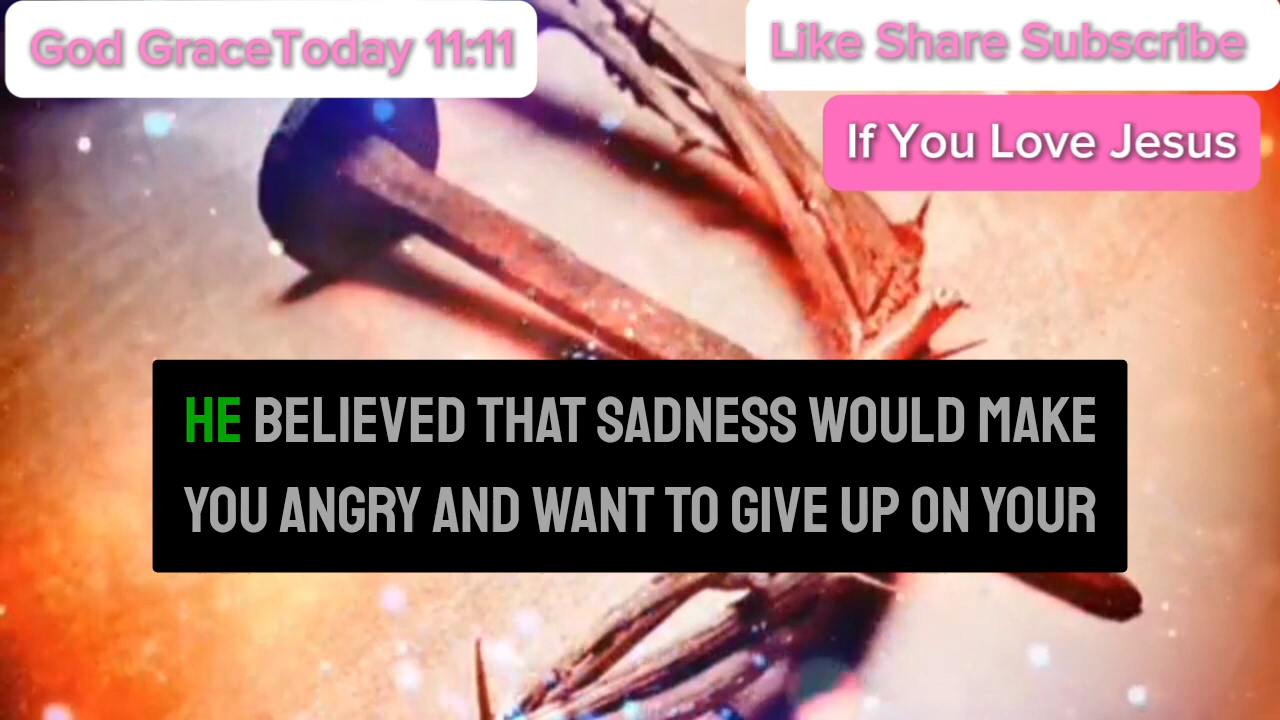 God GraceToday 11:11
Like Share Subscribe
If You Love Jesus
HE BELIEVED THAT SADNESS WOULD MAKE
YOU ANGRY AND WANT TO GIVE UP ON YOUR